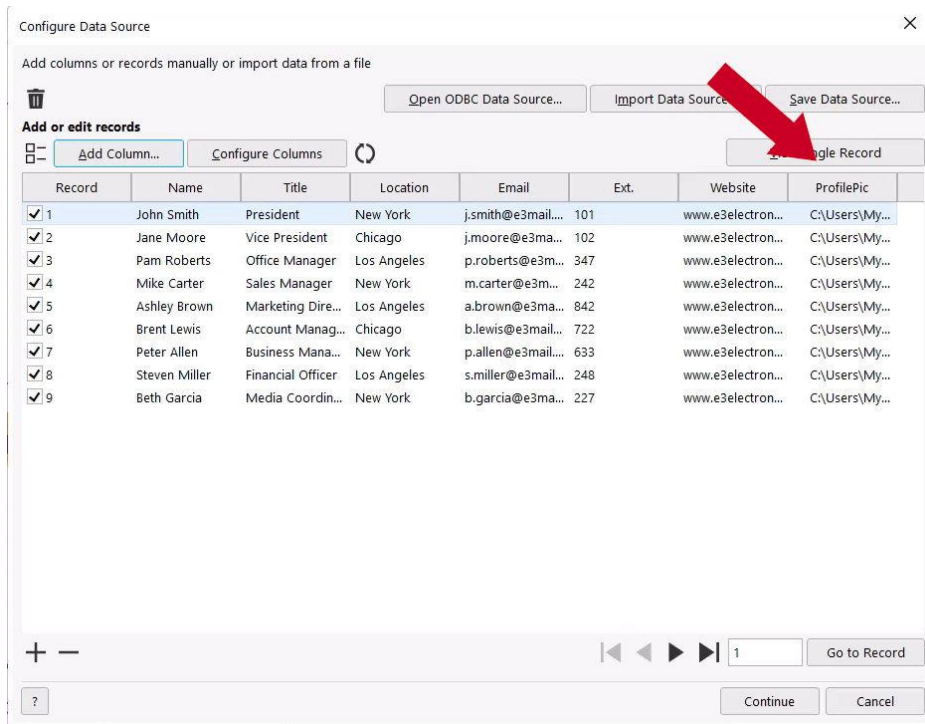 Configure Data Source
Add columns or records manually or import data from a file
Open ODBC Data Source... Import Data Source Save Data Source...
Add or edit records
Add Column... Configure Columns Record
Record Name Title Location Email Ext. Website ProfilePic
1 John Smith President New York j.smith@e3mail.... 101 www.e3electron... C:\Users\My...
2 Jane Moore Vice President Chicago j.moore@e3ma... 102 www.e3electron... C:\Users\My...
3 Pam Roberts Office Manager Los Angeles p.roberts@e3m... 347 www.e3electron... C:\Users\My...
4 Mike Carter Sales Manager New York m.carter@e3m... 242 www.e3electron... C:\Users\My...
5 Ashley Brown Marketing Dire... Los Angeles a.brown@e3ma... 842 www.e3electron... C:\Users\My...
6 Brent Lewis Account Manag... Chicago b.lewis@e3mail... 722 www.e3electron... C:\Users\My...
7 Peter Allen Business Mana... New York p.allen@e3mail.... 633 www.e3electron... C:\Users\My...
8 Steven Miller Financial Officer Los Angeles s.miller@e3mail... 248 www.e3electron... C:\Users\My...
9 Beth Garcia Media Coordin... New York b.garcia@e3ma... 227 www.e3electron... C:\Users\My...
1 Go to Record
? Continue Cancel